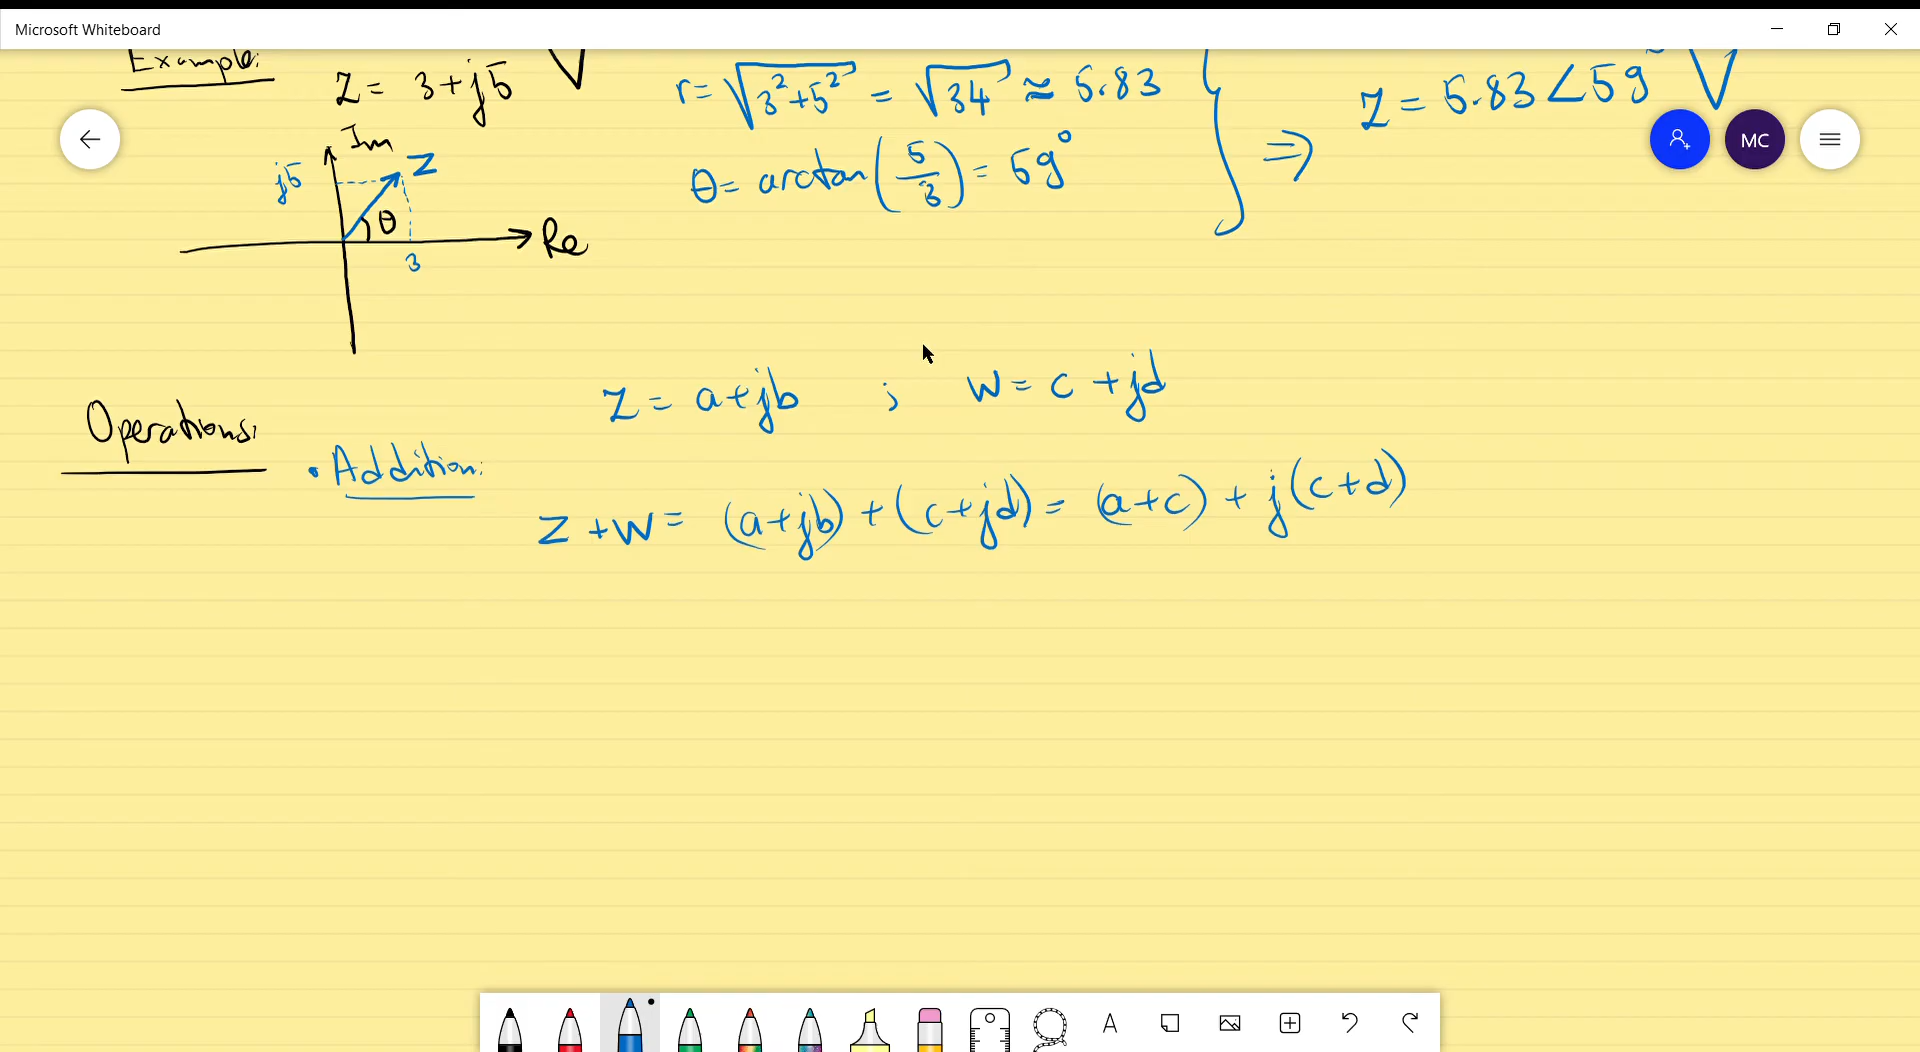 Microsoft Whiteboard
Example:
Z = 3+j5
r = √(3²+5²) = √34 ≈ 5.83
Z = 5.83 ∠59°
MC
Im
j5
Z
θ
Re
3
θ = arctan(5/3) = 59°
⇒
Z = a+jb ; W = c+jd
Operations:
• Addition:
Z+W = (a+jb)+(c+jd) = (a+c)+j(c+d)
A